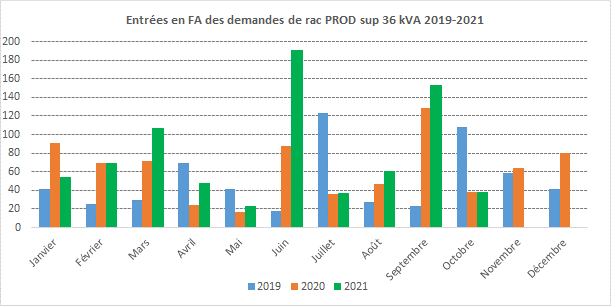 Entrées en FA des demandes de rac PROD sup 36 kVA 2019-2021
200
180
160
140
120
100
80
60
40
20
0
Janvier
Février
Mars
Avril
Mai
Juin
Juillet
Août
Septembre
Octobre
Novembre
Décembre
2019
2020
2021